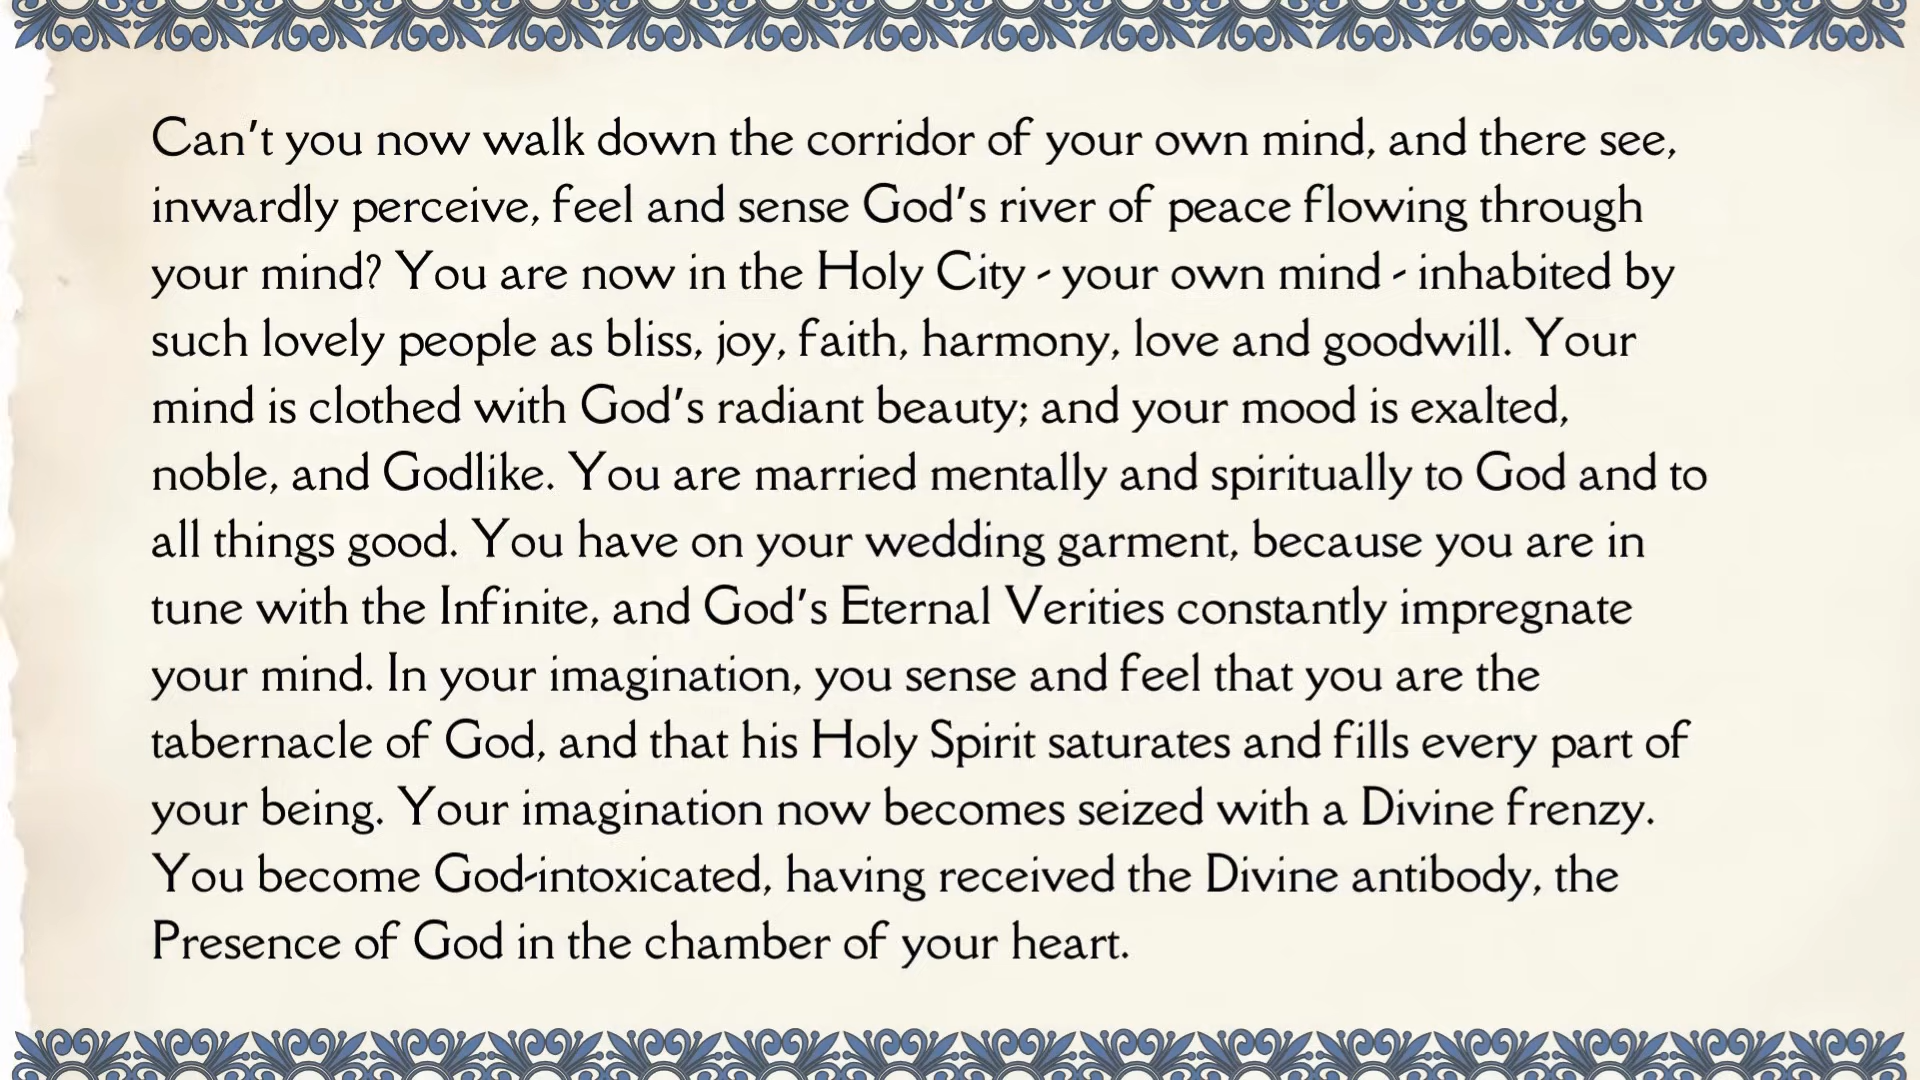 Can't you now walk down the corridor of your own mind, and there see,
inwardly perceive, feel and sense God's river of peace flowing through
your mind? You are now in the Holy City - your own mind - inhabited by
such lovely people as bliss, joy, faith, harmony, love and goodwill. Your
mind is clothed with God's radiant beauty; and your mood is exalted,
noble, and Godlike. You are married mentally and spiritually to God and to
all things good. You have on your wedding garment, because you are in
tune with the Infinite, and God's Eternal Verities constantly impregnate
your mind. In your imagination, you sense and feel that you are the
tabernacle of God, and that his Holy Spirit saturates and fills every part of
your being. Your imagination now becomes seized with a Divine frenzy.
You become God-intoxicated, having received the Divine antibody, the
Presence of God in the chamber of your heart.